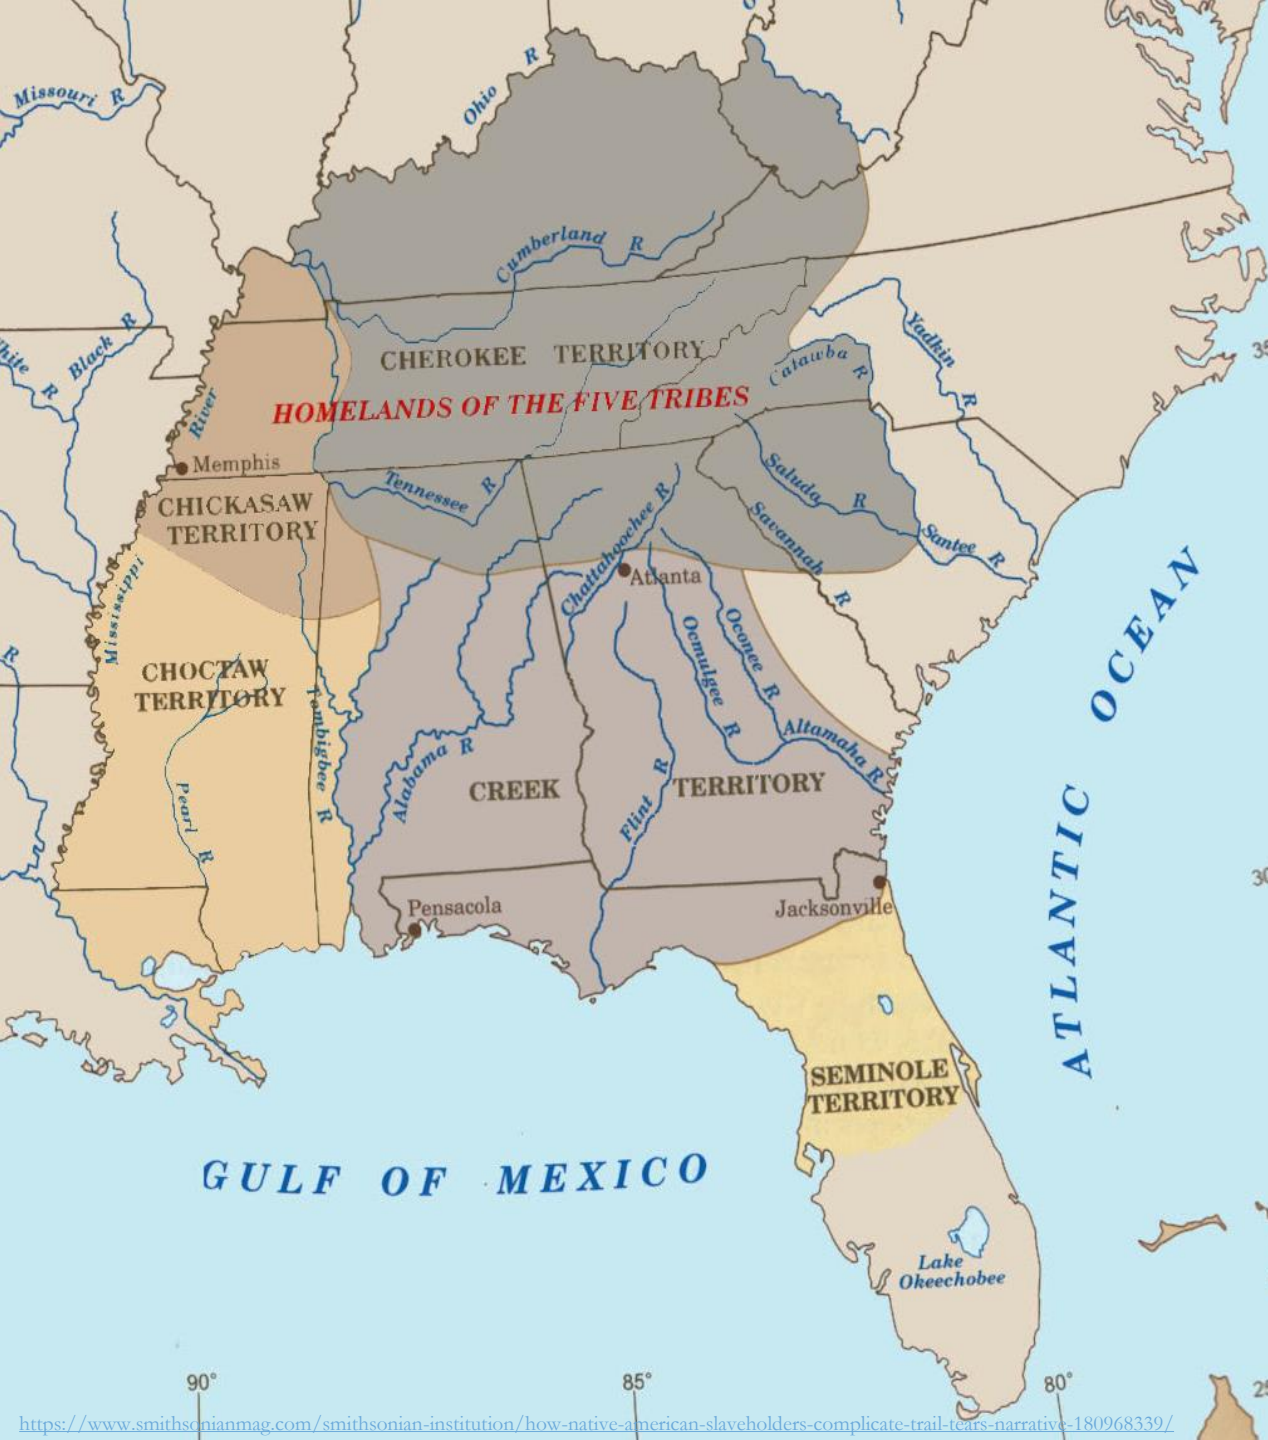 Missouri R
Ohio R
O
Cumberland R
White R
Black R
River
Yadkin R
35
CHEROKEE TERRITORY
Catawba R
HOMELANDS OF THE FIVE TRIBES
Memphis
CHICKASAW
TERRITORY
Tennessee R
Saluda R
Chattahoochee R
Savannah R
Santee R
Mississippi
Atlanta
Oconee R
Ocmulgee R
R
CHOCTAW
TERRITORY
Tombigbee R
Alabama R
Altamaha R
Pearl R
CREEK TERRITORY
Flint R
30
Pensacola
Jacksonville
ATLANTIC OCEAN
SEMINOLE
TERRITORY
GULF OF MEXICO
Lake
Okeechobee
90°
85°
80°
25
https://www.smithsonianmag.com/smithsonian-institution/how-native-american-slaveholders-complicate-trail-tears-narrative-180968339/